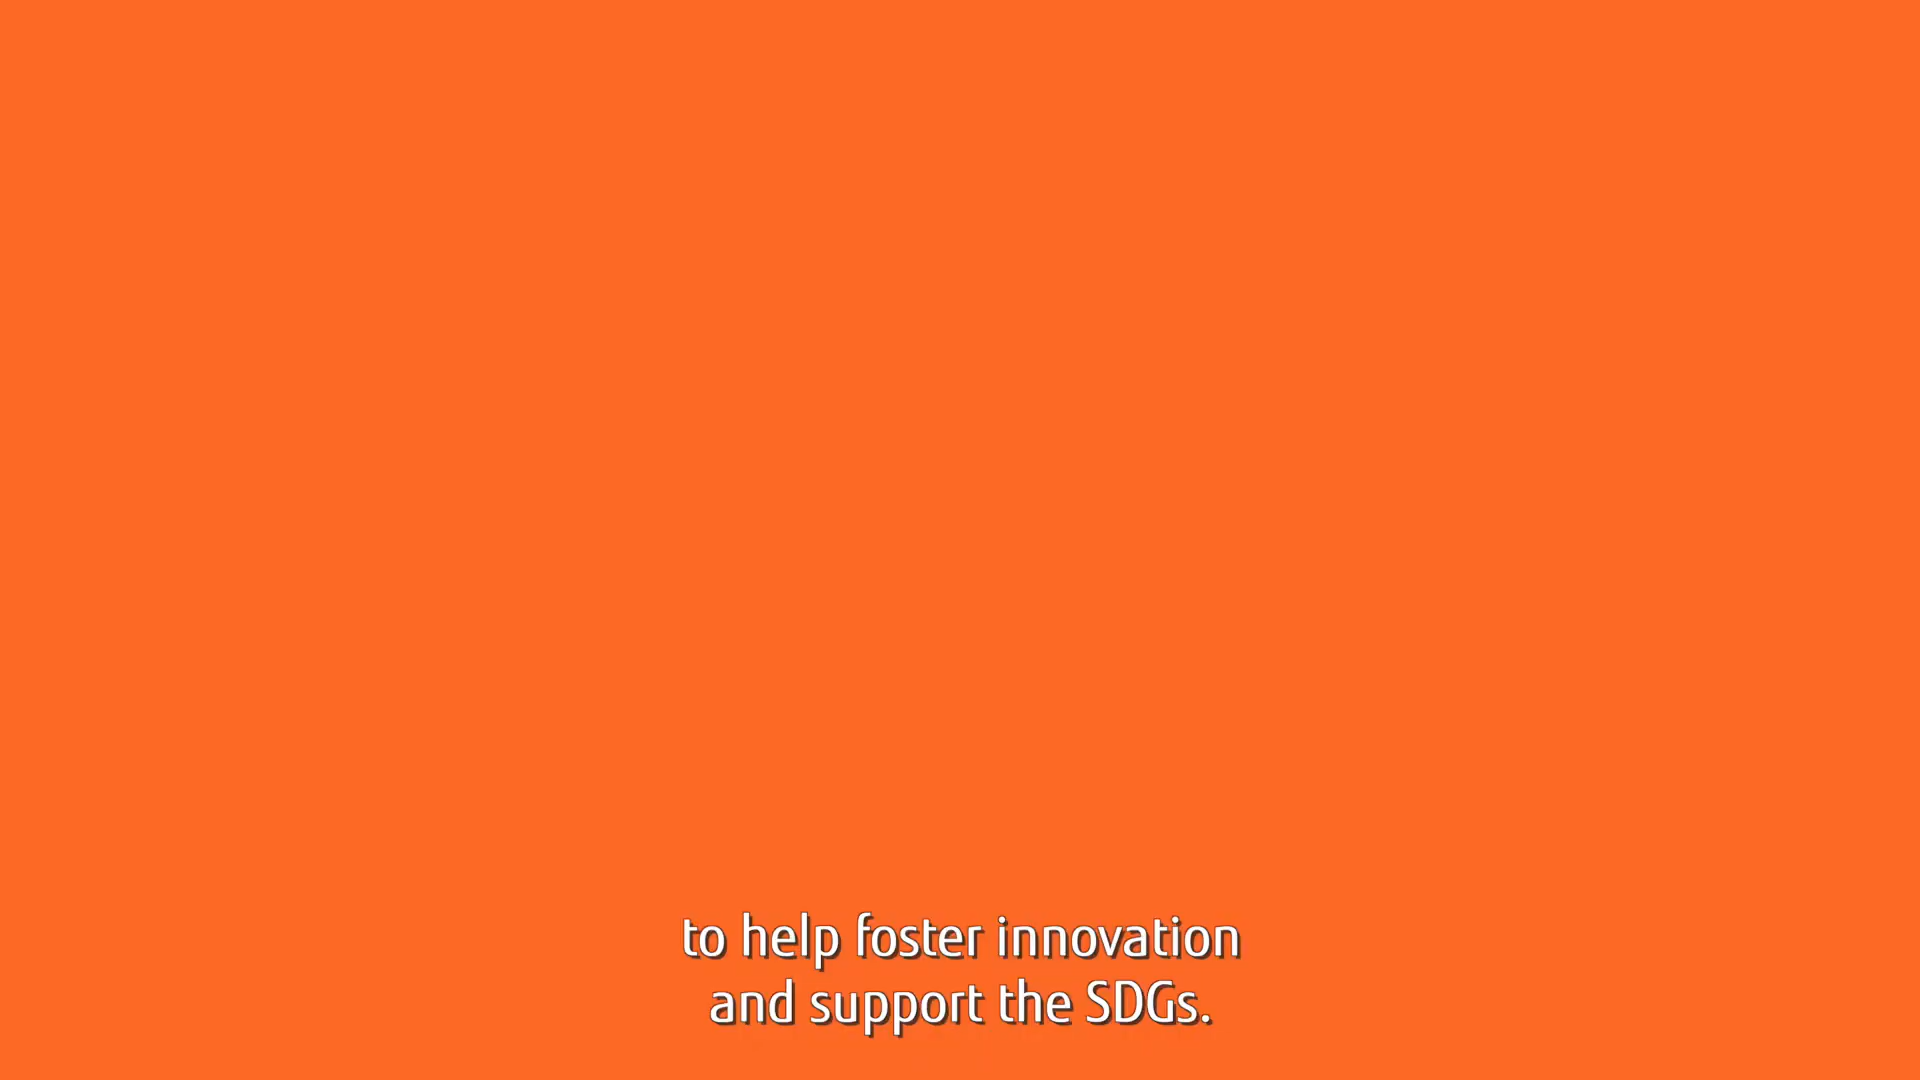 to help foster innovation
and support the SDGs.